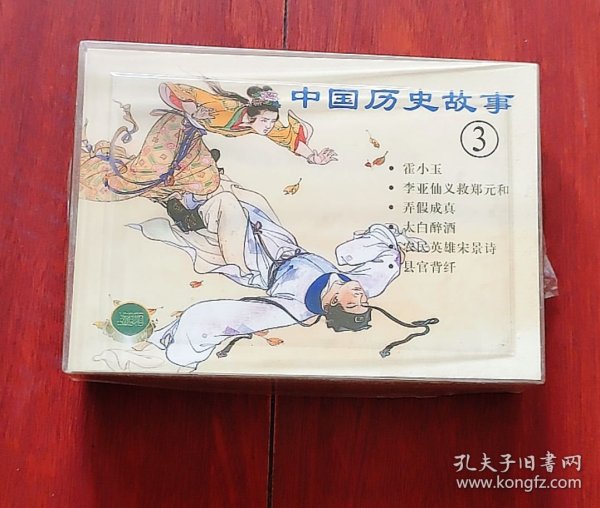 中国历史故事
③
• 霍小玉
• 李亚仙义救郑元和
• 弄假成真
• 太白醉酒
• 农民英雄宋景诗
• 县官背纤
孔夫子旧书网
www.kongfz.com